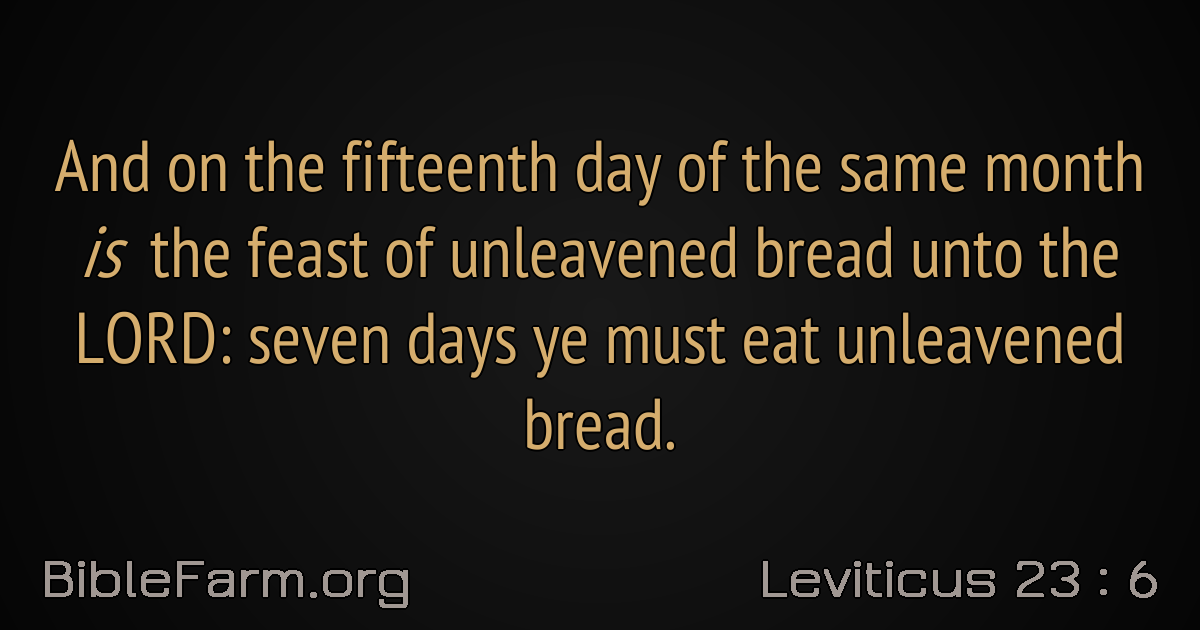 And on the fifteenth day of the same month
is the feast of unleavened bread unto the
LORD: seven days ye must eat unleavened
bread.
BibleFarm.org
Leviticus 23 : 6